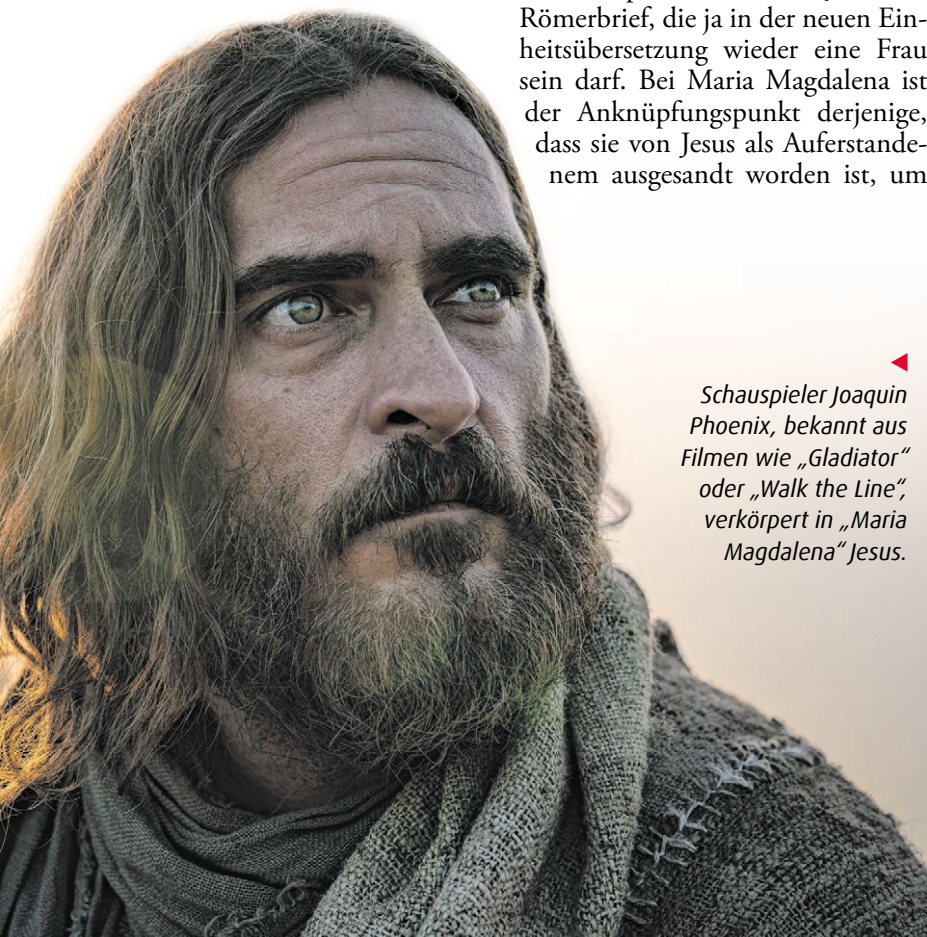 Römerbrief, die ja in der neuen Ein-
heitsübersetzung wieder eine Frau
sein darf. Bei Maria Magdalena ist
der Anknüpfungspunkt derjenige,
dass sie von Jesus als Auferstande-
nem ausgesandt worden ist, um
Schauspieler Joaquin
Phoenix, bekannt aus
Filmen wie „Gladiator“
oder „Walk the Line“,
verkörpert in „Maria
Magdalena“ Jesus.